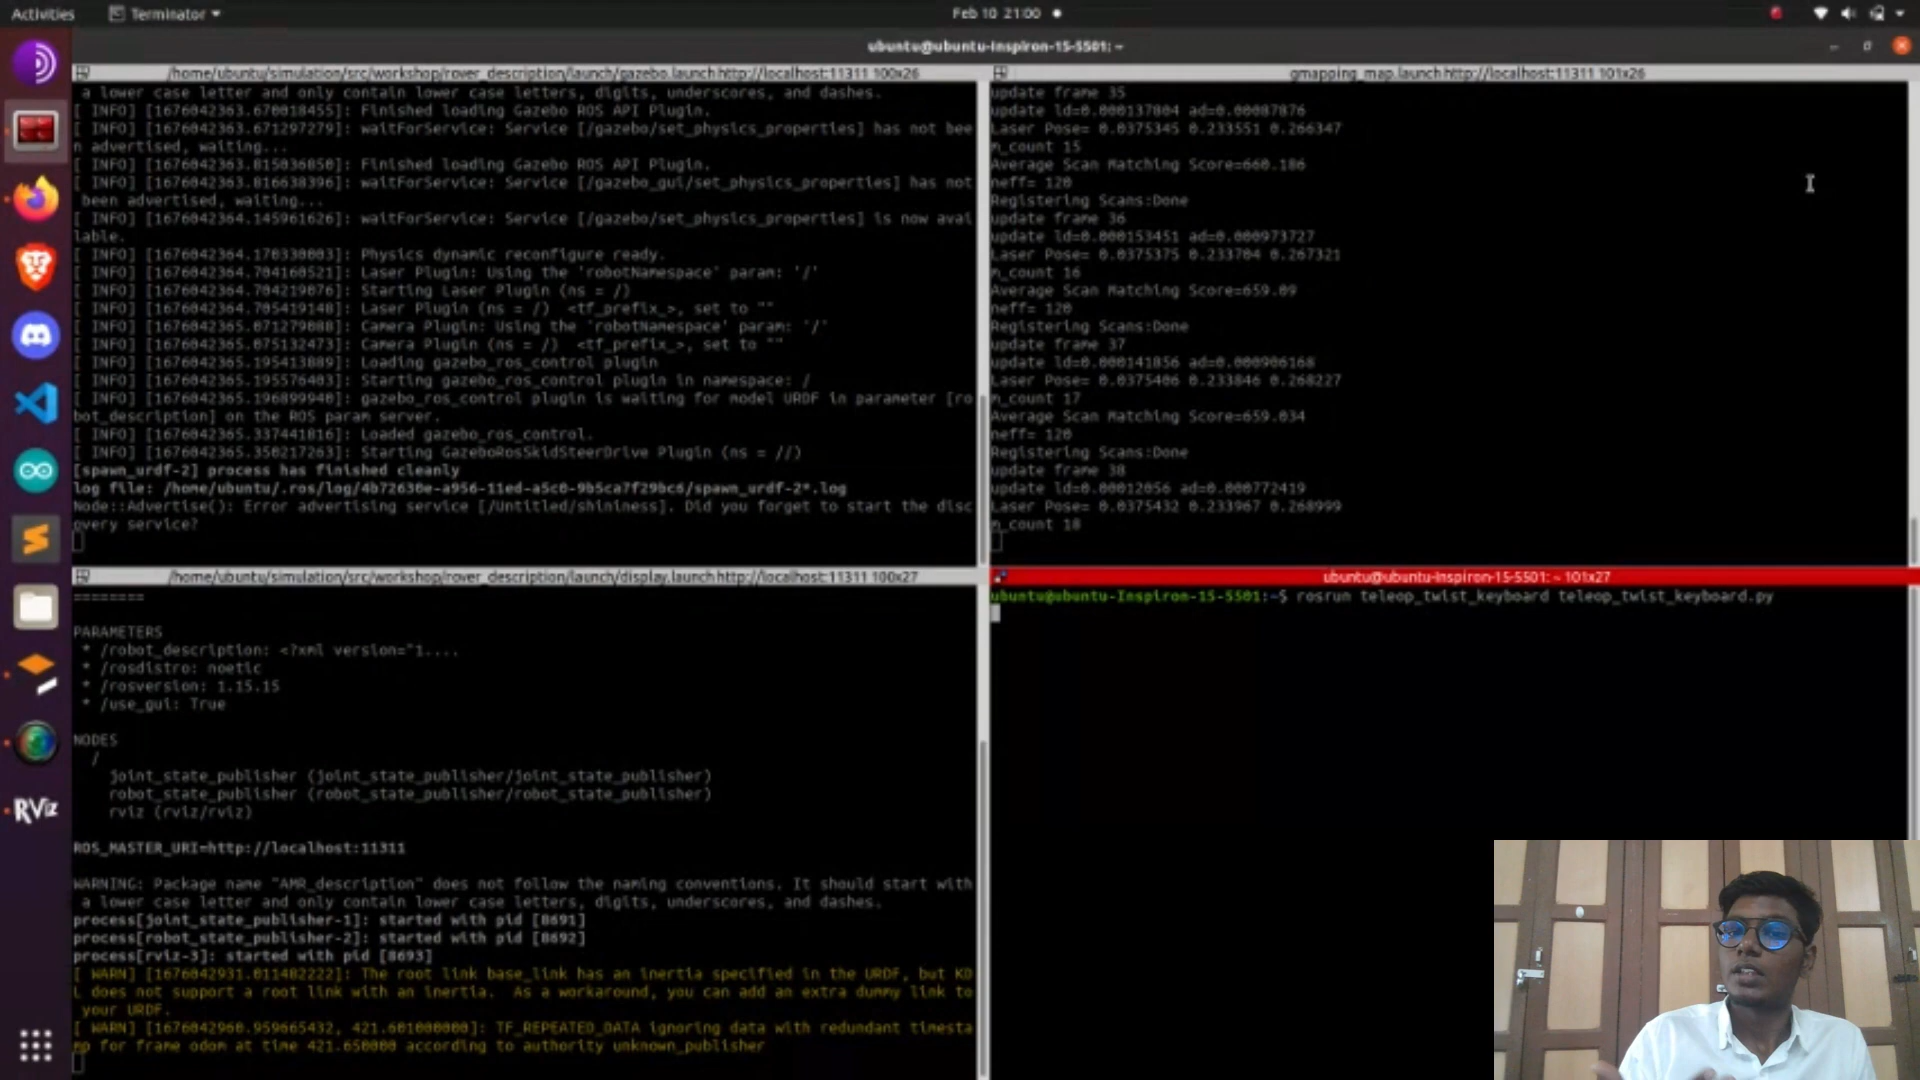 Activities
Terminator
Feb 10 21:00
ubuntu@ubuntu-Inspiron-15-5501: ~
/home/ubuntu/simulation/src/workshop/rover_description/launch/gazebo.launch http://localhost:11311 100x26
a lower case letter and only contain lower case letters, digits, underscores, and dashes.
[ INFO] [1676042363.670018455]: Finished loading Gazebo ROS API Plugin.
[ INFO] [1676042363.671297279]: waitForService: Service [/gazebo/set_physics_properties] has not bee
n advertised, waiting...
[ INFO] [1676042363.815036850]: Finished loading Gazebo ROS API Plugin.
[ INFO] [1676042363.816638396]: waitForService: Service [/gazebo_gui/set_physics_properties] has not
been advertised, waiting...
[ INFO] [1676042364.145961626]: waitForService: Service [/gazebo/set_physics_properties] is now avai
lable.
[ INFO] [1676042364.170330003]: Physics dynamic reconfigure ready.
[ INFO] [1676042364.704160521]: Laser Plugin: Using the 'robotNamespace' param: '/'
[ INFO] [1676042364.704219076]: Starting Laser Plugin (ns = /)
[ INFO] [1676042364.705419148]: Laser Plugin (ns = /) <tf_prefix_>, set to ""
[ INFO] [1676042365.071279088]: Camera Plugin: Using the 'robotNamespace' param: '/'
[ INFO] [1676042365.075132473]: Camera Plugin (ns = /) <tf_prefix_>, set to ""
[ INFO] [1676042365.195413889]: Loading gazebo_ros_control plugin
[ INFO] [1676042365.195576403]: Starting gazebo_ros_control plugin in namespace: /
[ INFO] [1676042365.196899940]: gazebo_ros_control plugin is waiting for model URDF in parameter [ro
bot_description] on the ROS param server.
[ INFO] [1676042365.337441816]: Loaded gazebo_ros_control.
[ INFO] [1676042365.350217263]: Starting GazeboRosSkidSteerDrive Plugin (ns = //)
[spawn_urdf-2] process has finished cleanly
log file: /home/ubuntu/.ros/log/4b72630e-a956-11ed-a5c0-9b5ca7f29bc6/spawn_urdf-2*.log
Node::Advertise(): Error advertising service [/Untitled/shininess]. Did you forget to start the disc
overy service?
gmapping_map.launch http://localhost:11311 101x26
update frame 35
update ld=0.000137804 ad=0.00087876
Laser Pose= 0.0375345 0.233551 0.266347
m_count 15
Average Scan Matching Score=660.186
neff= 120
Registering Scans:Done
update frame 36
update ld=0.000153451 ad=0.000973727
Laser Pose= 0.0375375 0.233704 0.267321
m_count 16
Average Scan Matching Score=659.09
neff= 120
Registering Scans:Done
update frame 37
update ld=0.000141856 ad=0.000906168
Laser Pose= 0.0375406 0.233846 0.268227
m_count 17
Average Scan Matching Score=659.034
neff= 120
Registering Scans:Done
update frame 38
update ld=0.00012056 ad=0.000772419
Laser Pose= 0.0375432 0.233967 0.268999
m_count 18
/home/ubuntu/simulation/src/workshop/rover_description/launch/display.launch http://localhost:11311 100x27
========
PARAMETERS
* /robot_description: <?xml version="1....
* /rosdistro: noetic
* /rosversion: 1.15.15
* /use_gui: True
NODES
/
joint_state_publisher (joint_state_publisher/joint_state_publisher)
robot_state_publisher (robot_state_publisher/robot_state_publisher)
rviz (rviz/rviz)
ROS_MASTER_URI=http://localhost:11311
WARNING: Package name "AMR_description" does not follow the naming conventions. It should start with
a lower case letter and only contain lower case letters, digits, underscores, and dashes.
process[joint_state_publisher-1]: started with pid [8691]
process[robot_state_publisher-2]: started with pid [8692]
process[rviz-3]: started with pid [8693]
[ WARN] [1676042931.011402222]: The root link base_link has an inertia specified in the URDF, but KD
L does not support a root link with an inertia. As a workaround, you can add an extra dummy link to
your URDF.
[ WARN] [1676042960.959665432, 421.601000000]: TF_REPEATED_DATA ignoring data with redundant timesta
mp for frame odom at time 421.650000 according to authority unknown_publisher
ubuntu@ubuntu-Inspiron-15-5501: ~ 101x27
ubuntu@ubuntu-Inspiron-15-5501:~$ rosrun teleop_twist_keyboard teleop_twist_keyboard.py
RViz